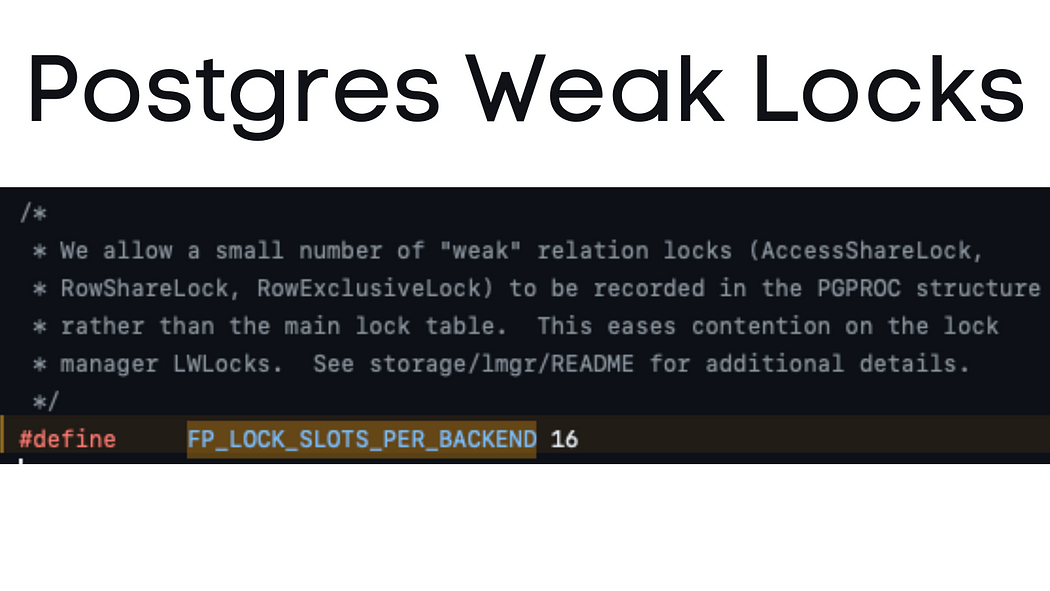 Postgres Weak Locks
/*
* We allow a small number of "weak" relation locks (AccessShareLock,
* RowShareLock, RowExclusiveLock) to be recorded in the PGPROC structure
* rather than the main lock table.  This eases contention on the lock
* manager LWLocks.  See storage/lmgr/README for additional details.
*/
#define FP_LOCK_SLOTS_PER_BACKEND 16